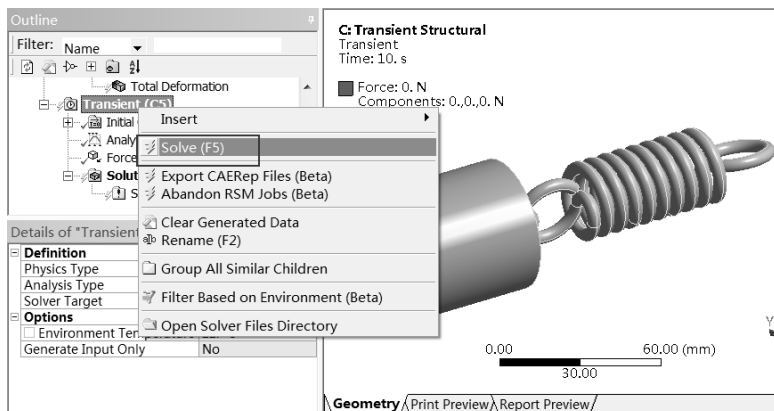 Outline
Filter: Name
Total Deformation
Transient (C5)
Initial
Analy
Force
Solut
S
Insert
Solve (F5)
Export CAERep Files (Beta)
Abandon RSM Jobs (Beta)
Clear Generated Data
Rename (F2)
Group All Similar Children
Filter Based on Environment (Beta)
Open Solver Files Directory
Details of "Transient
Definition
Physics Type
Analysis Type
Solver Target
Options
Environment Temperature
Generate Input Only No
C: Transient Structural
Transient
Time: 10. s
Force: 0. N
Components: 0.,0.,0. N
0.00 60.00 (mm)
30.00
Y
Geometry Print Preview Report Preview